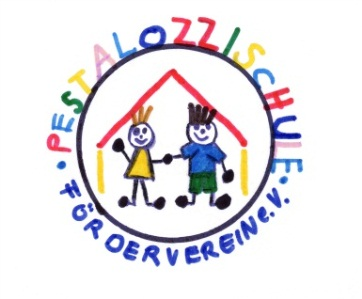 • PESTALOZZISCHULE •
FÖRDERVEREIN e.V.